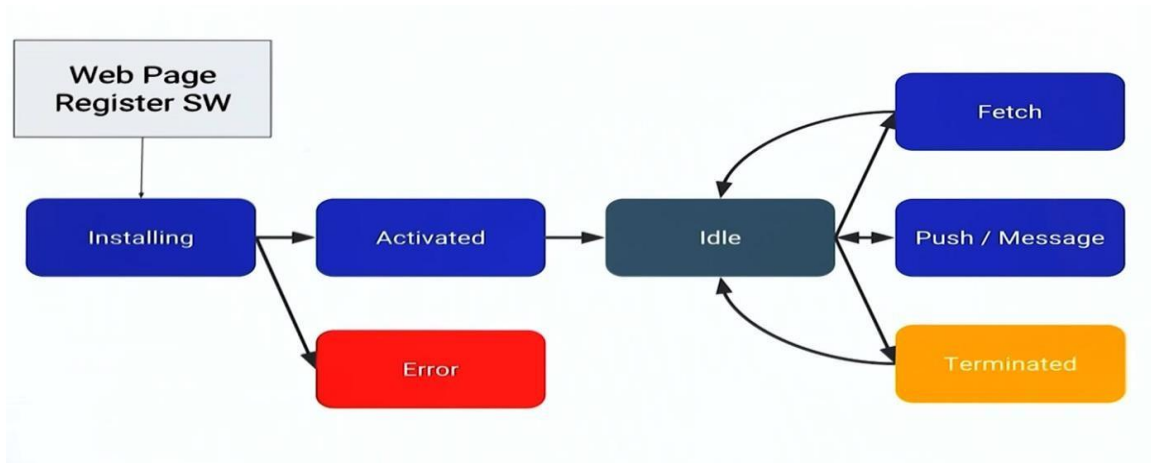 Web Page
Register SW
Installing
Activated
Error
Idle
Fetch
Push / Message
Terminated